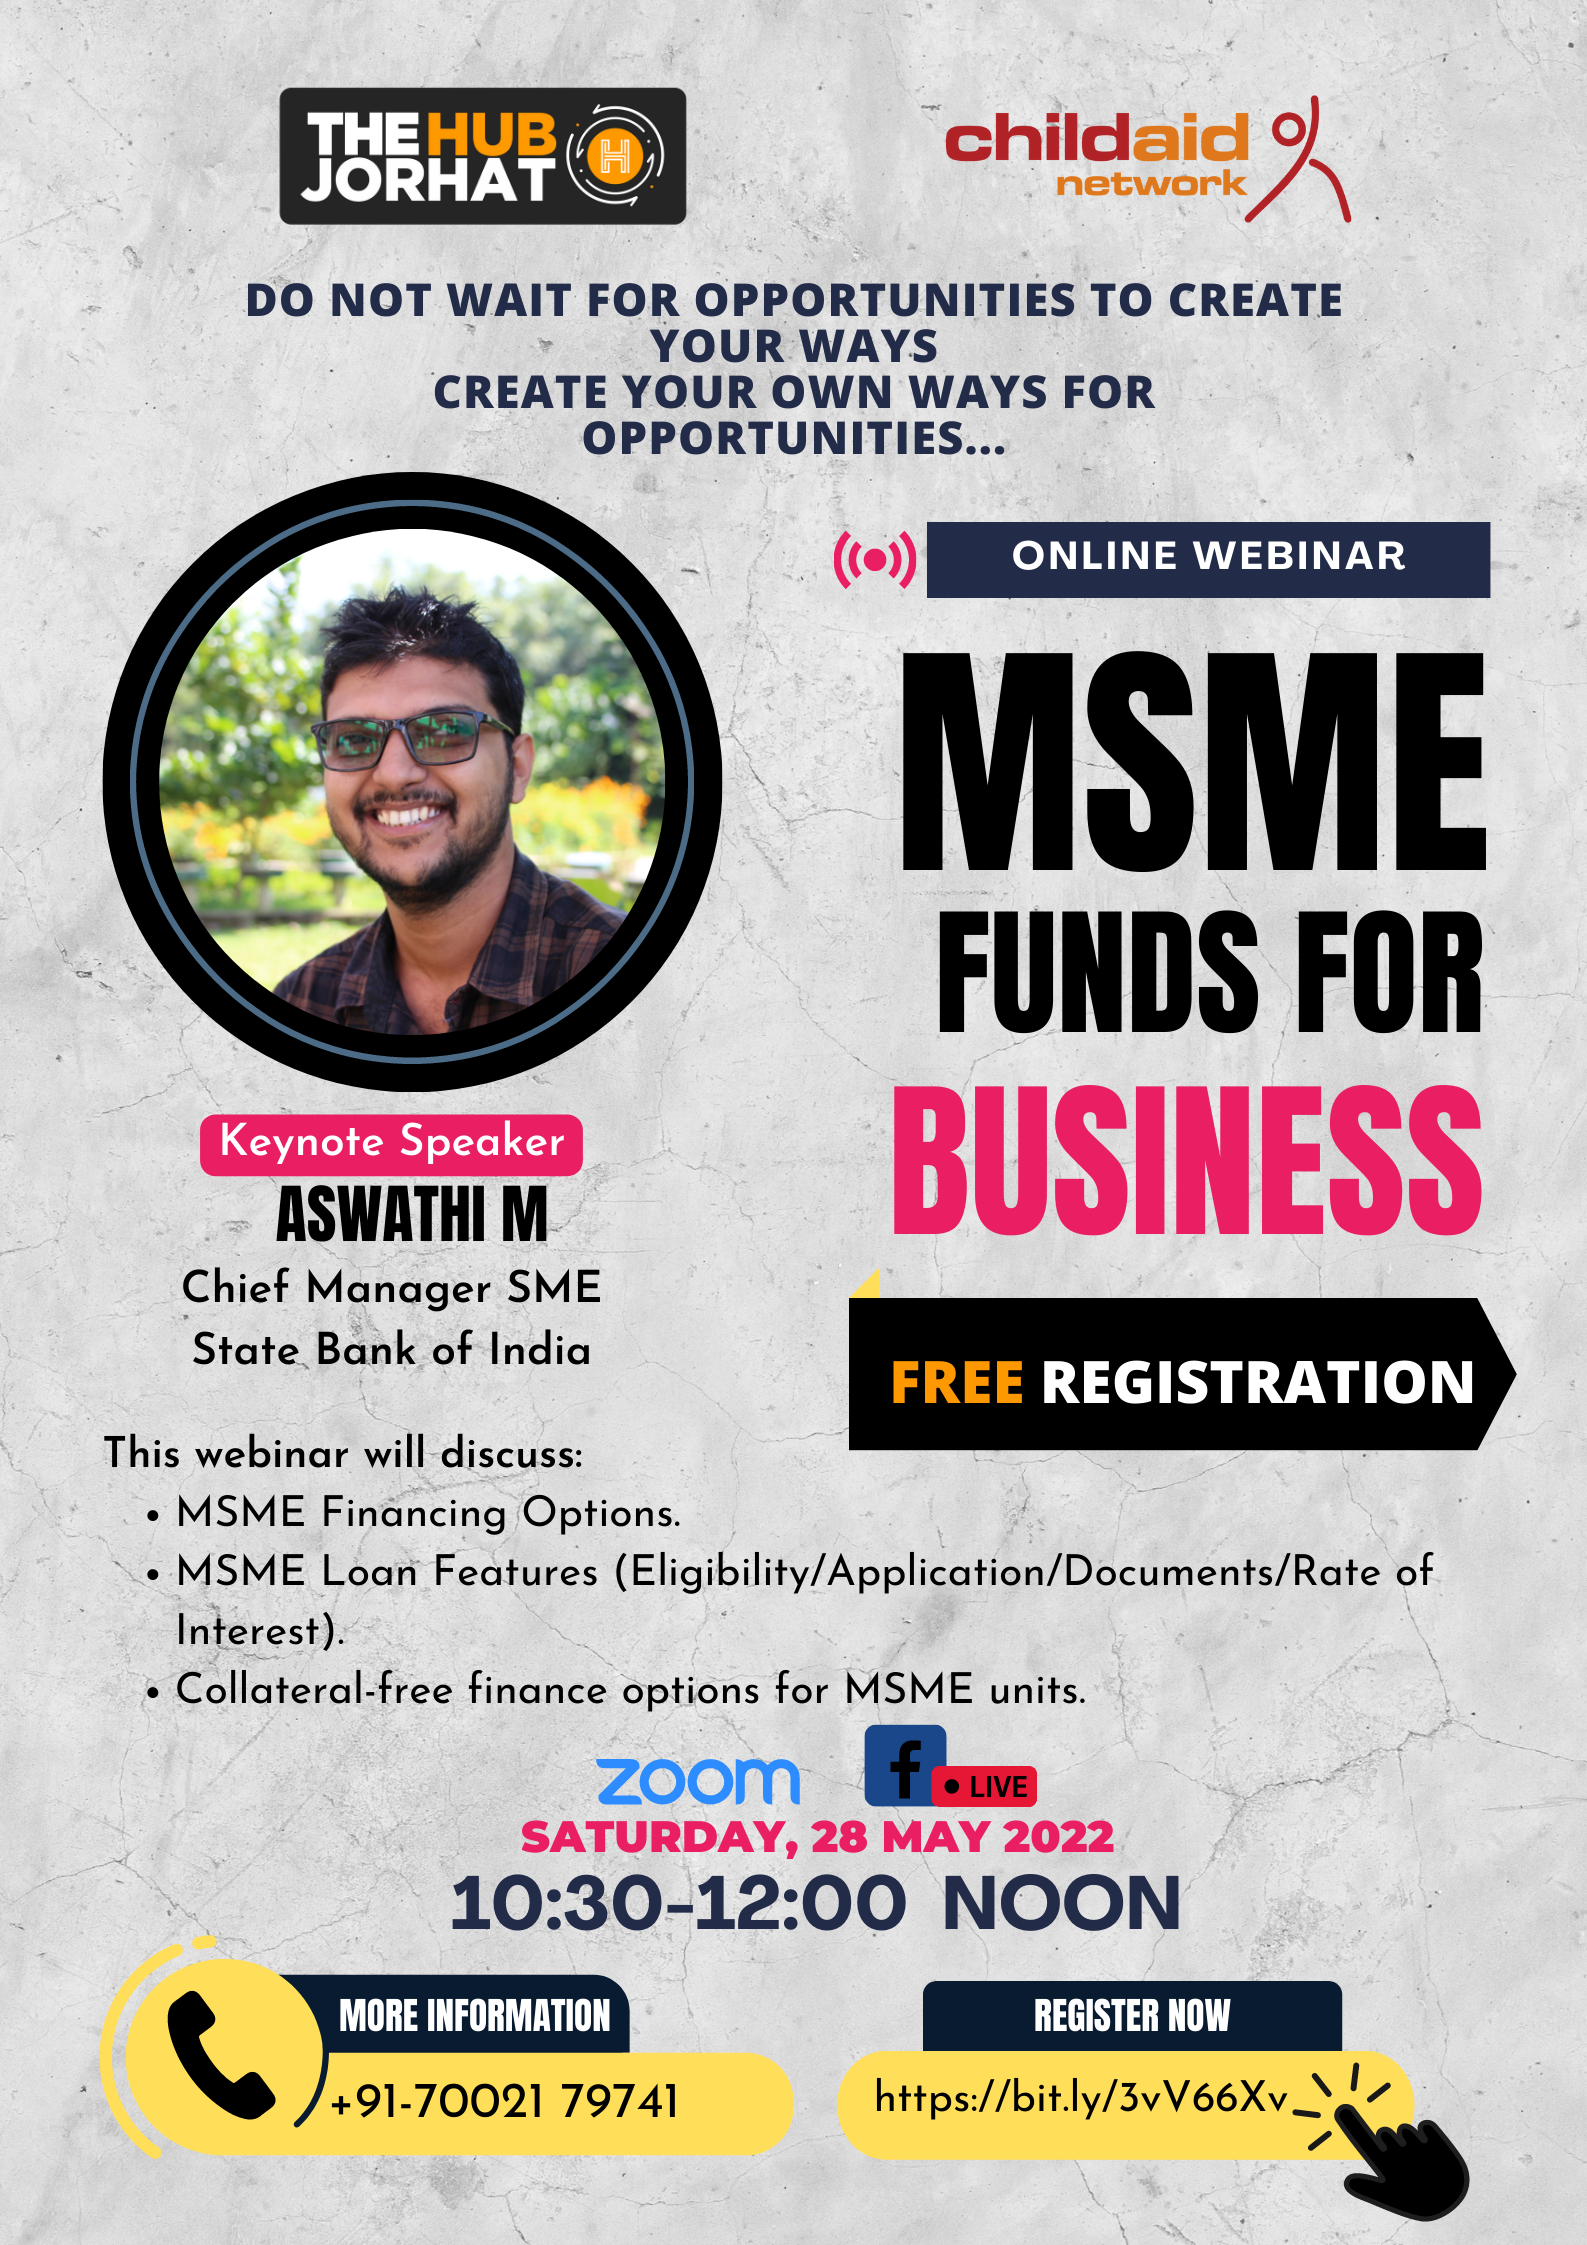 THE HUB
JORHAT
H
childaid
network
DO NOT WAIT FOR OPPORTUNITIES TO CREATE
YOUR WAYS
CREATE YOUR OWN WAYS FOR
OPPORTUNITIES...
ONLINE WEBINAR
MSME
FUNDS FOR
BUSINESS
FREE REGISTRATION
Keynote Speaker
ASWATHI M
Chief Manager SME
State Bank of India
This webinar will discuss:
• MSME Financing Options.
• MSME Loan Features (Eligibility/Application/Documents/Rate of
Interest).
• Collateral-free finance options for MSME units.
zoom
f
LIVE
SATURDAY, 28 MAY 2022
10:30-12:00 NOON
MORE INFORMATION
+91-70021 79741
REGISTER NOW
https://bit.ly/3vV66Xv